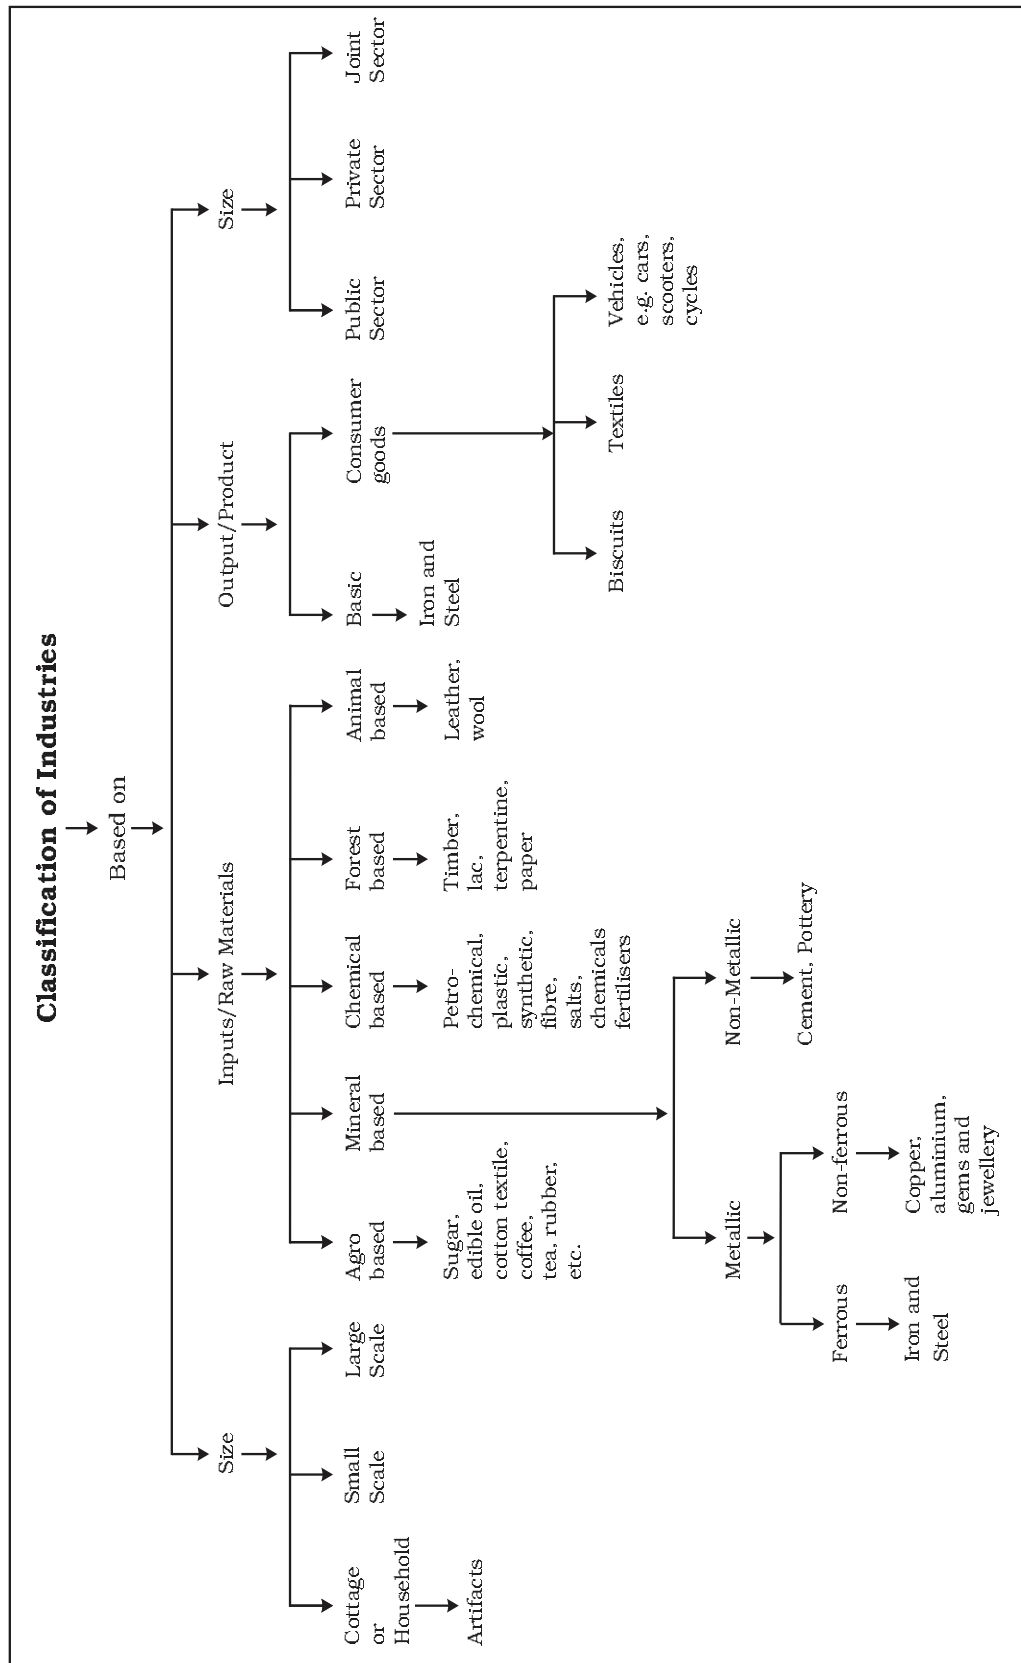 Classification of Industries
Based on
Size
Inputs/Raw Materials
Output/Product
Size
Cottage
or
Household
Small
Scale
Large
Scale
Agro
based
Mineral
based
Chemical
based
Forest
based
Animal
based
Basic
Consumer
goods
Public
Sector
Private
Sector
Joint
Sector
Artifacts
Sugar,
edible oil,
cotton textile,
coffee,
tea, rubber,
etc.
Petro-
chemical,
plastic,
synthetic,
fibre,
salts,
chemicals
fertilisers
Timber,
lac,
terpentine,
paper
Leather,
wool
Iron and
Steel
Biscuits
Textiles
Vehicles,
e.g. cars,
scooters,
cycles
Metallic
Non-Metallic
Cement, Pottery
Ferrous
Non-ferrous
Iron and
Steel
Copper,
aluminium,
gems and
jewellery